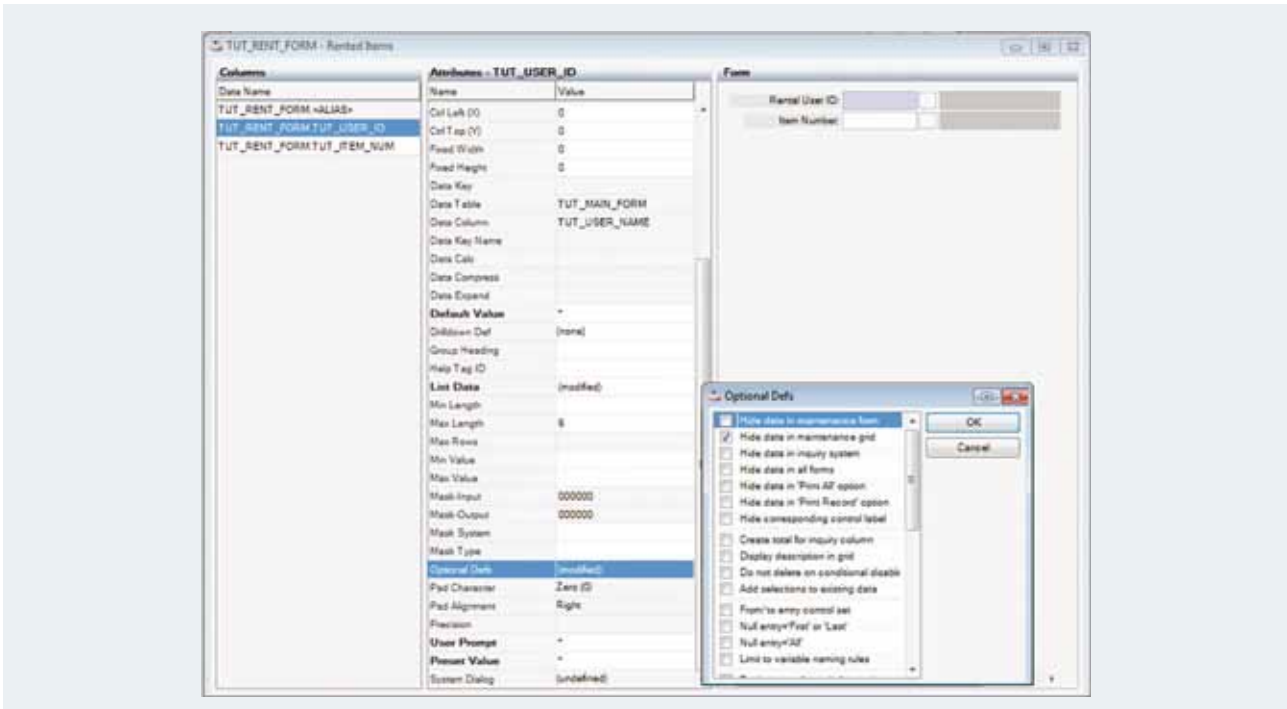 TUT_RENT_FORM - Rented Items
Columns
Data Name
TUT_RENT_FORM <ALIAS>
TUT_RENT_FORM TUT_USER_ID
TUT_RENT_FORM TUT_ITEM_NUM
Attributes - TUT_USER_ID
Name Value
Ctrl Left (X) 0
Ctrl Top (Y) 0
Fixed Width 0
Fixed Height 0
Data Key
Data Table TUT_MAIN_FORM
Data Column TUT_USER_NAME
Data Key Name
Data Calc
Data Compress
Data Expand
Default Value *
Drilldown Def (none)
Group Heading
Help Tag ID
List Data (modified)
Min Length
Max Length 6
Max Rows
Min Value
Max Value
Mask-Input 000000
Mask-Output 000000
Mask System
Mask Type
Optional Defs (modified)
Pad Character Zero (0)
Pad Alignment Right
Precision
User Prompt *
Preset Value *
System Dialog (undefined)
Form
Rental User ID:
Item Number:
Optional Defs
Hide data in maintenance form
Hide data in maintenance grid
Hide data in inquiry system
Hide data in all forms
Hide data in 'Print All' option
Hide data in 'Print Record' option
Hide corresponding control label
Create total for inquiry column
Display description in grid
Do not delete on conditional disable
Add selections to existing data
From/to entry control set
Null entry='First' or 'Last'
Null entry='All'
Limit to variable naming rules
OK
Cancel